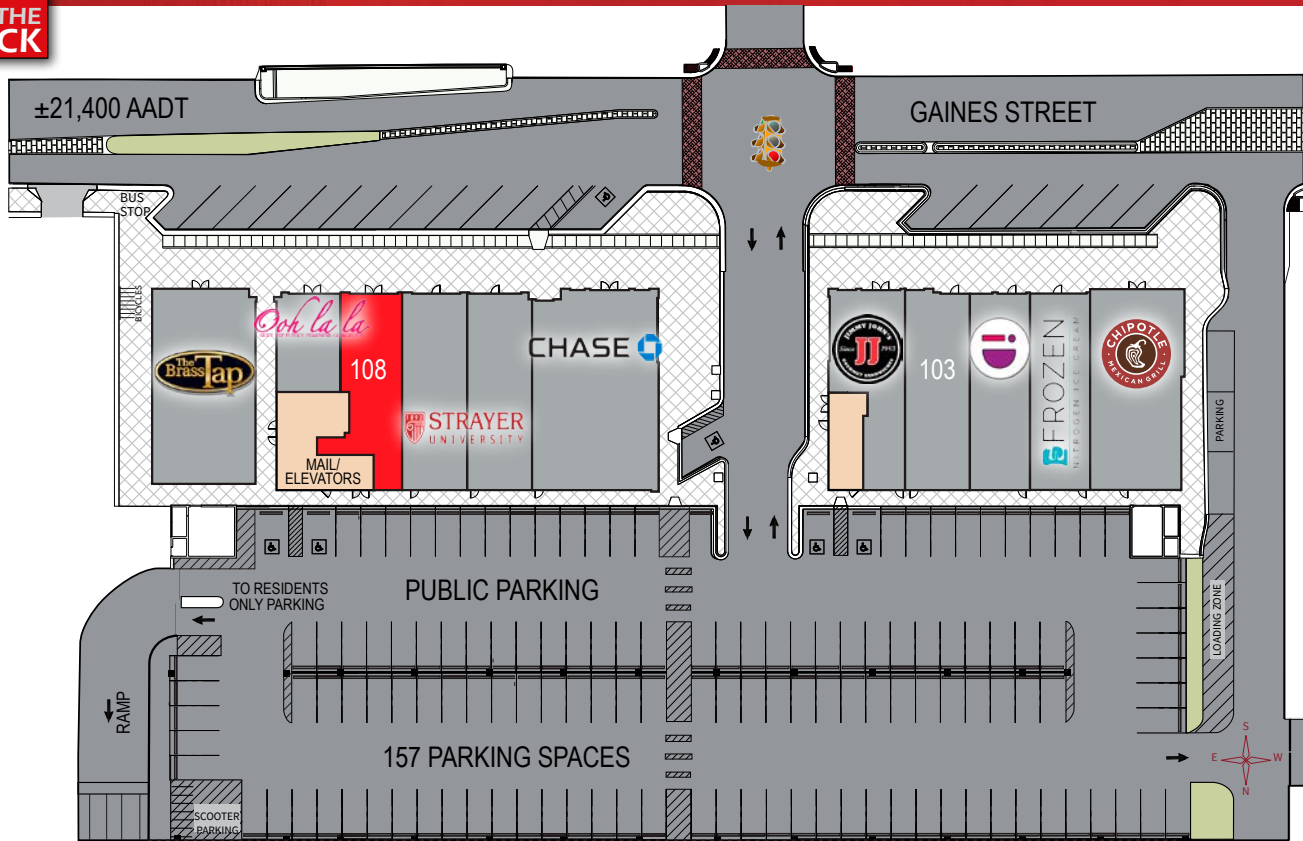 THE
CK
±21,400 AADT
GAINES STREET
BUS
STOP
BICYCLES
Ooh la la
The
Brass Tap
108
CHASE
STRAYER
UNIVERSITY
MAIL/
ELEVATORS
JIMMY JOHN'S
Since 1983
JJ
103
FROZEN
NITROGEN ICE CREAM
CHIPOTLE
MEXICAN GRILL
PARKING
TO RESIDENTS
ONLY PARKING
PUBLIC PARKING
LOADING ZONE
RAMP
157 PARKING SPACES
SCOOTER
PARKING
S
E W
N